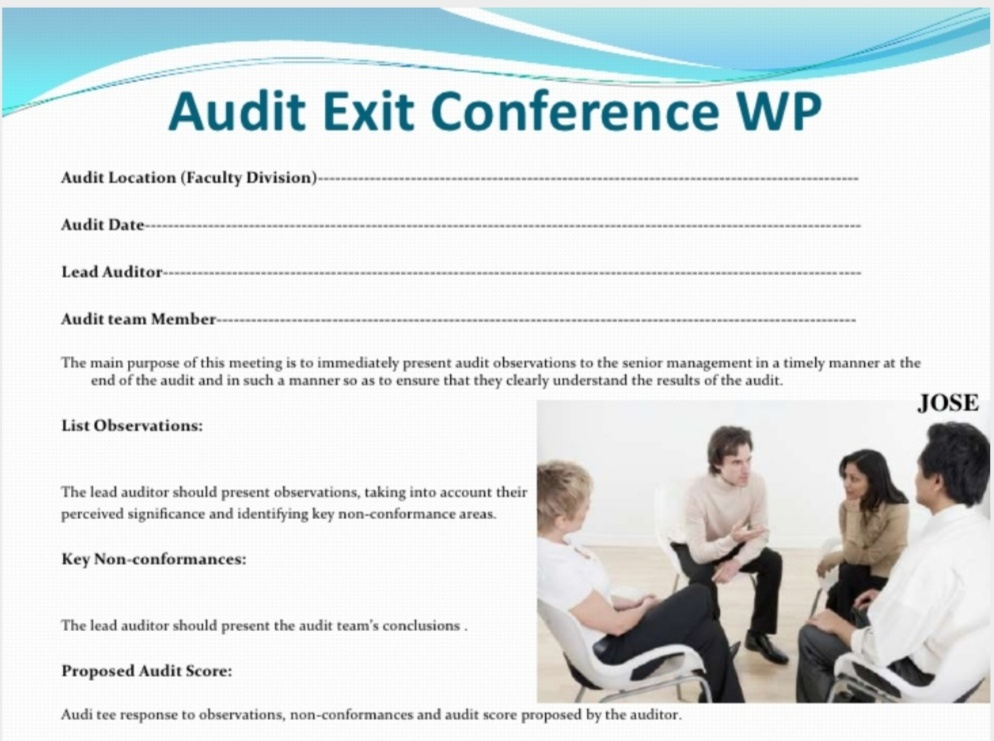 Audit Exit Conference WP
Audit Location (Faculty Division)------------------------------------------------------------
Audit Date------------------------------------------------------------
Lead Auditor------------------------------------------------------------
Audit team Member------------------------------------------------------------
The main purpose of this meeting is to immediately present audit observations to the senior management in a timely manner at the
end of the audit and in such a manner so as to ensure that they clearly understand the results of the audit.
JOSE
List Observations:
The lead auditor should present observations, taking into account their
perceived significance and identifying key non-conformance areas.
Key Non-conformances:
The lead auditor should present the audit team's conclusions .
Proposed Audit Score:
Audi tee response to observations, non-conformances and audit score proposed by the auditor.